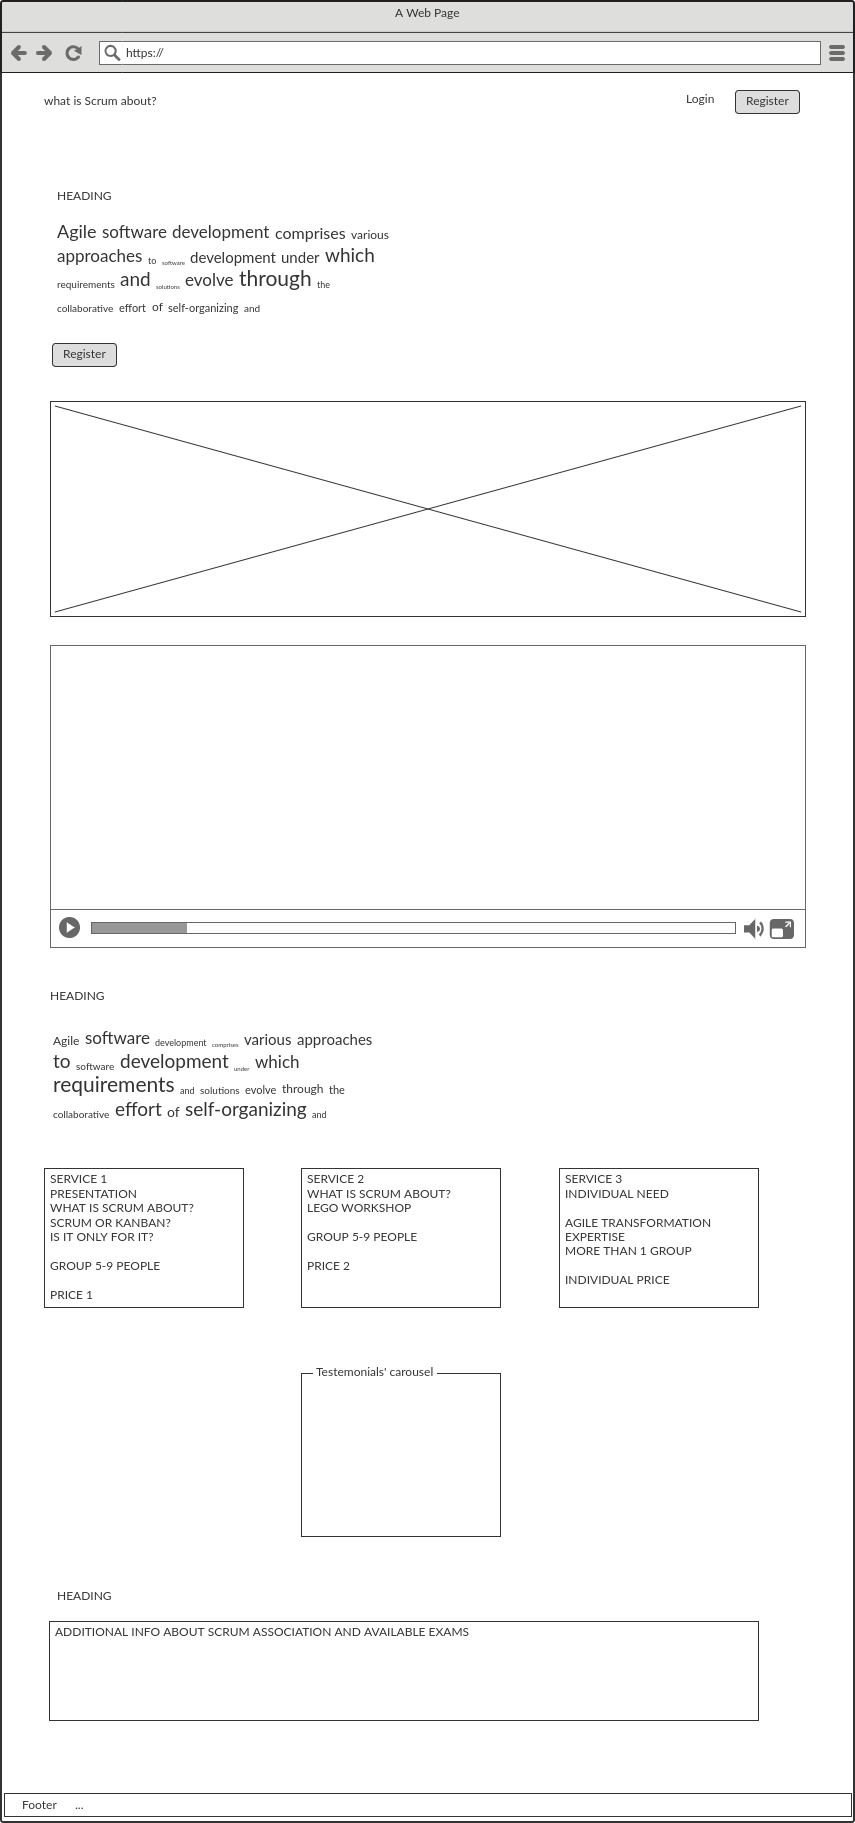 A Web Page
https://
what is Scrum about? Login Register
HEADING
Agile software development comprises various
approaches to software development under which
requirements and solutions evolve through the
collaborative effort of self-organizing and
Register
HEADING
Agile software development comprises various approaches
to software development under which
requirements and solutions evolve through the
collaborative effort of self-organizing and
SERVICE 1
PRESENTATION
WHAT IS SCRUM ABOUT?
SCRUM OR KANBAN?
IS IT ONLY FOR IT?
GROUP 5-9 PEOPLE
PRICE 1
SERVICE 2
WHAT IS SCRUM ABOUT?
LEGO WORKSHOP
GROUP 5-9 PEOPLE
PRICE 2
SERVICE 3
INDIVIDUAL NEED
AGILE TRANSFORMATION
EXPERTISE
MORE THAN 1 GROUP
INDIVIDUAL PRICE
Testemonials' carousel
HEADING
ADDITIONAL INFO ABOUT SCRUM ASSOCIATION AND AVAILABLE EXAMS
Footer ...